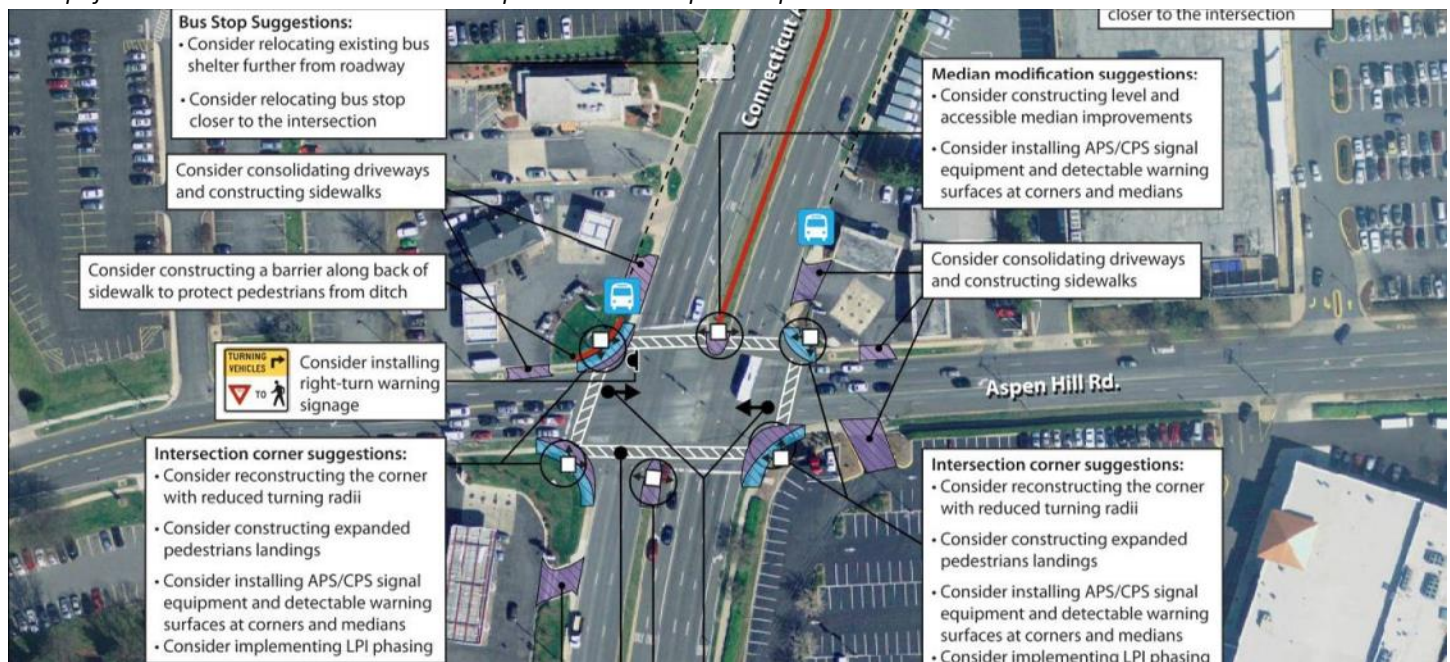 Bus Stop Suggestions:
• Consider relocating existing bus
shelter further from roadway
• Consider relocating bus stop
closer to the intersection
Consider consolidating driveways
and constructing sidewalks
Consider constructing a barrier along back of
sidewalk to protect pedestrians from ditch
TURNING
VEHICLES
TO
Consider installing
right-turn warning
signage
Intersection corner suggestions:
• Consider reconstructing the corner
with reduced turning radii
• Consider constructing expanded
pedestrians landings
• Consider installing APS/CPS signal
equipment and detectable warning
surfaces at corners and medians
• Consider implementing LPI phasing
Connecticut
closer to the intersection
Median modification suggestions:
• Consider constructing level and
accessible median improvements
• Consider installing APS/CPS signal
equipment and detectable warning
surfaces at corners and medians
Consider consolidating driveways
and constructing sidewalks
Aspen Hill Rd.
Intersection corner suggestions:
• Consider reconstructing the corner
with reduced turning radii
• Consider constructing expanded
pedestrians landings
• Consider installing APS/CPS signal
equipment and detectable warning
surfaces at corners and medians
• Consider implementing LPI phasing